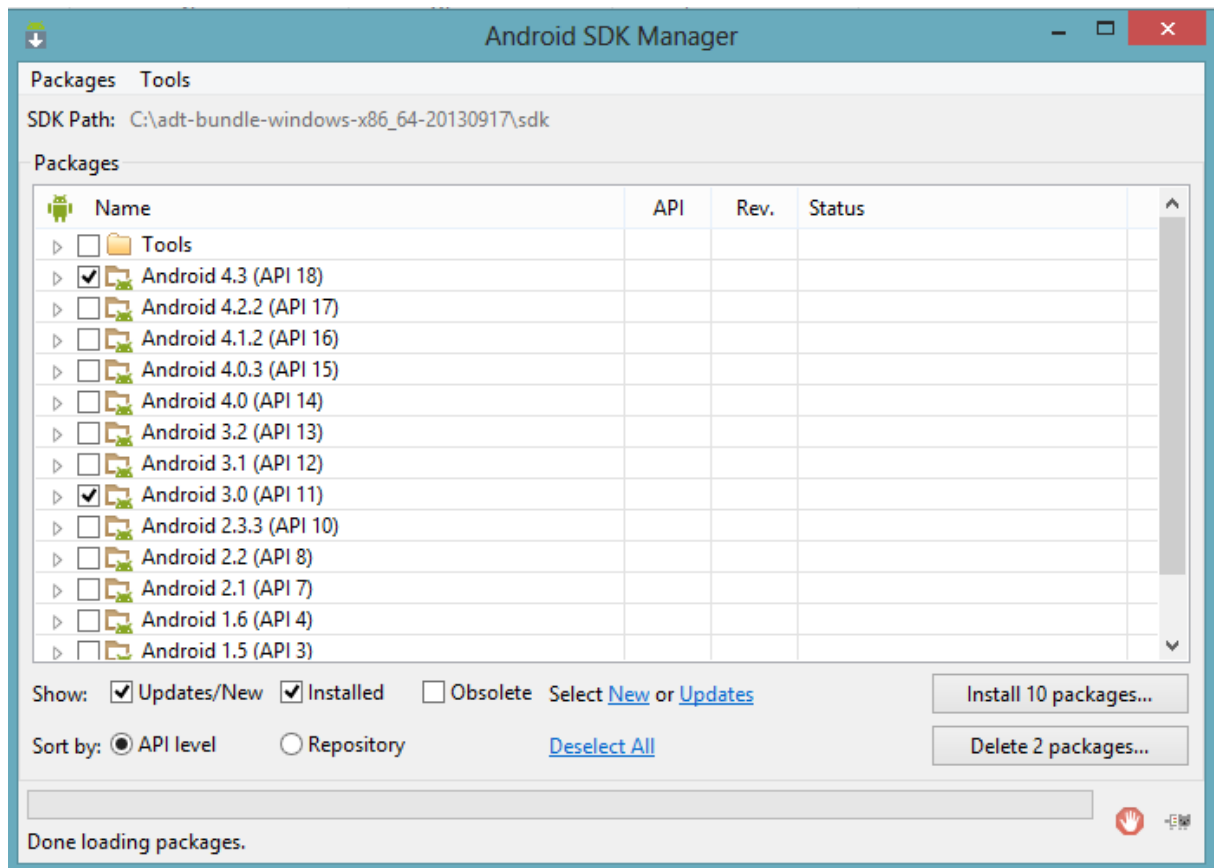 Android SDK Manager
Packages Tools
SDK Path: C:\adt-bundle-windows-x86_64-20130917\sdk
Packages
Name API Rev. Status
Tools
Android 4.3 (API 18)
Android 4.2.2 (API 17)
Android 4.1.2 (API 16)
Android 4.0.3 (API 15)
Android 4.0 (API 14)
Android 3.2 (API 13)
Android 3.1 (API 12)
Android 3.0 (API 11)
Android 2.3.3 (API 10)
Android 2.2 (API 8)
Android 2.1 (API 7)
Android 1.6 (API 4)
Android 1.5 (API 3)
Show: Updates/New Installed Obsolete Select New or Updates Install 10 packages...
Sort by: API level Repository Deselect All Delete 2 packages...
Done loading packages.